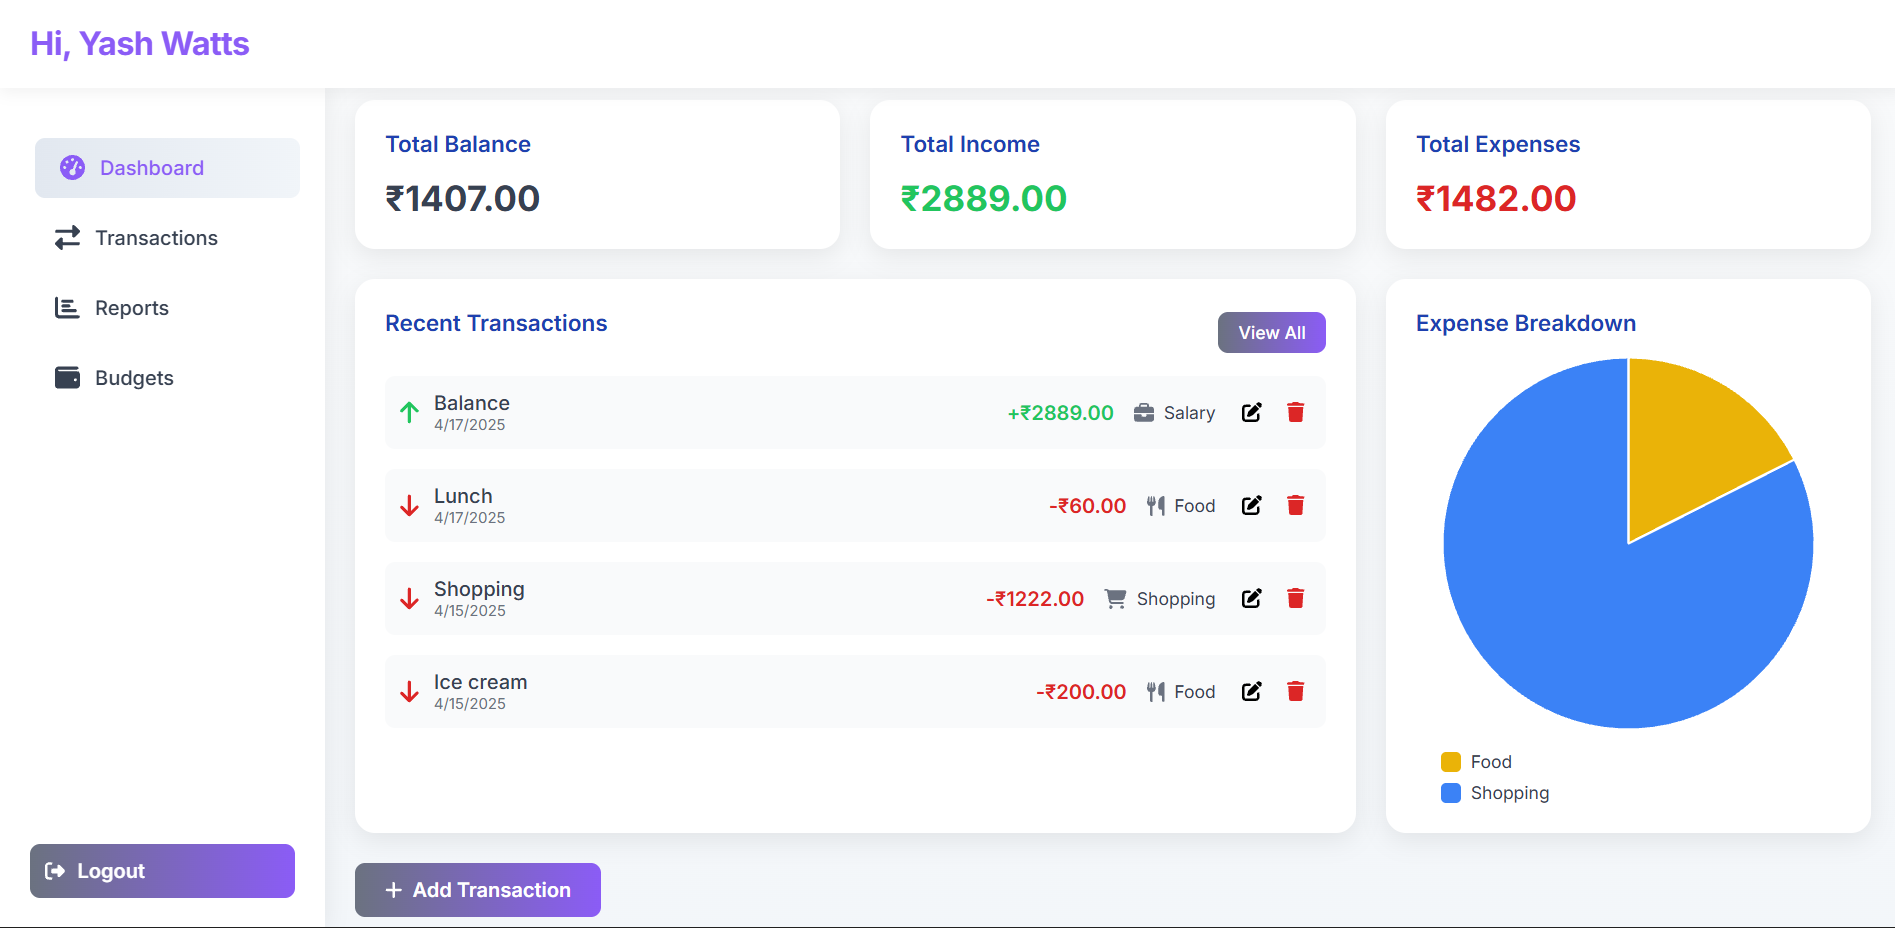 Hi, Yash Watts
Dashboard
Transactions
Reports
Budgets
Logout
Total Balance
₹1407.00
Total Income
₹2889.00
Total Expenses
₹1482.00
Recent Transactions
View All
Balance
4/17/2025
+₹2889.00 Salary
Lunch
4/17/2025
-₹60.00 Food
Shopping
4/15/2025
-₹1222.00 Shopping
Ice cream
4/15/2025
-₹200.00 Food
Expense Breakdown
Food
Shopping
+ Add Transaction